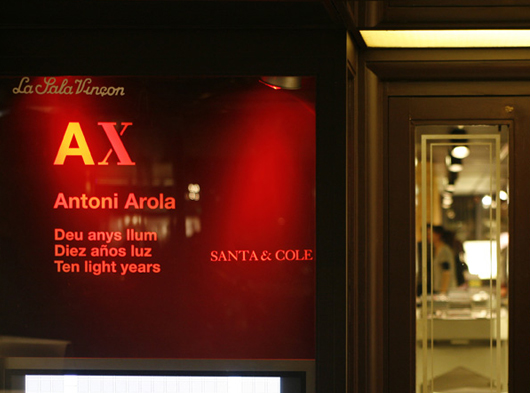 La Sala Vinçon
AX
Antoni Arola
Deu anys llum
Diez años luz
Ten light years
SANTA & COLE